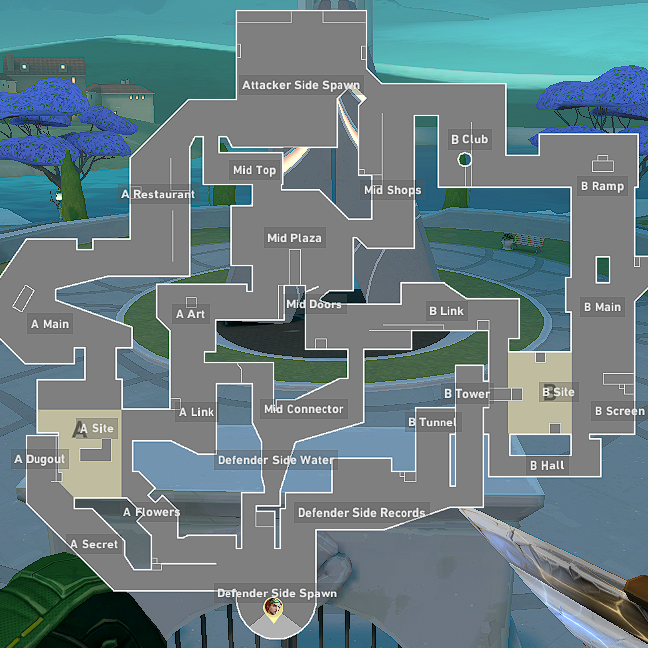 Attacker Side Spawn
B Club
Mid Top
A Restaurant
Mid Shops
B Ramp
Mid Plaza
A Art
Mid Doors
B Link
B Main
A Main
B
B Site
B Tower
A Link
Mid Connector
B Screen
A
A Site
B Tunnel
A Dugout
Defender Side Water
B Hall
A Flowers
Defender Side Records
A Secret
Defender Side Spawn